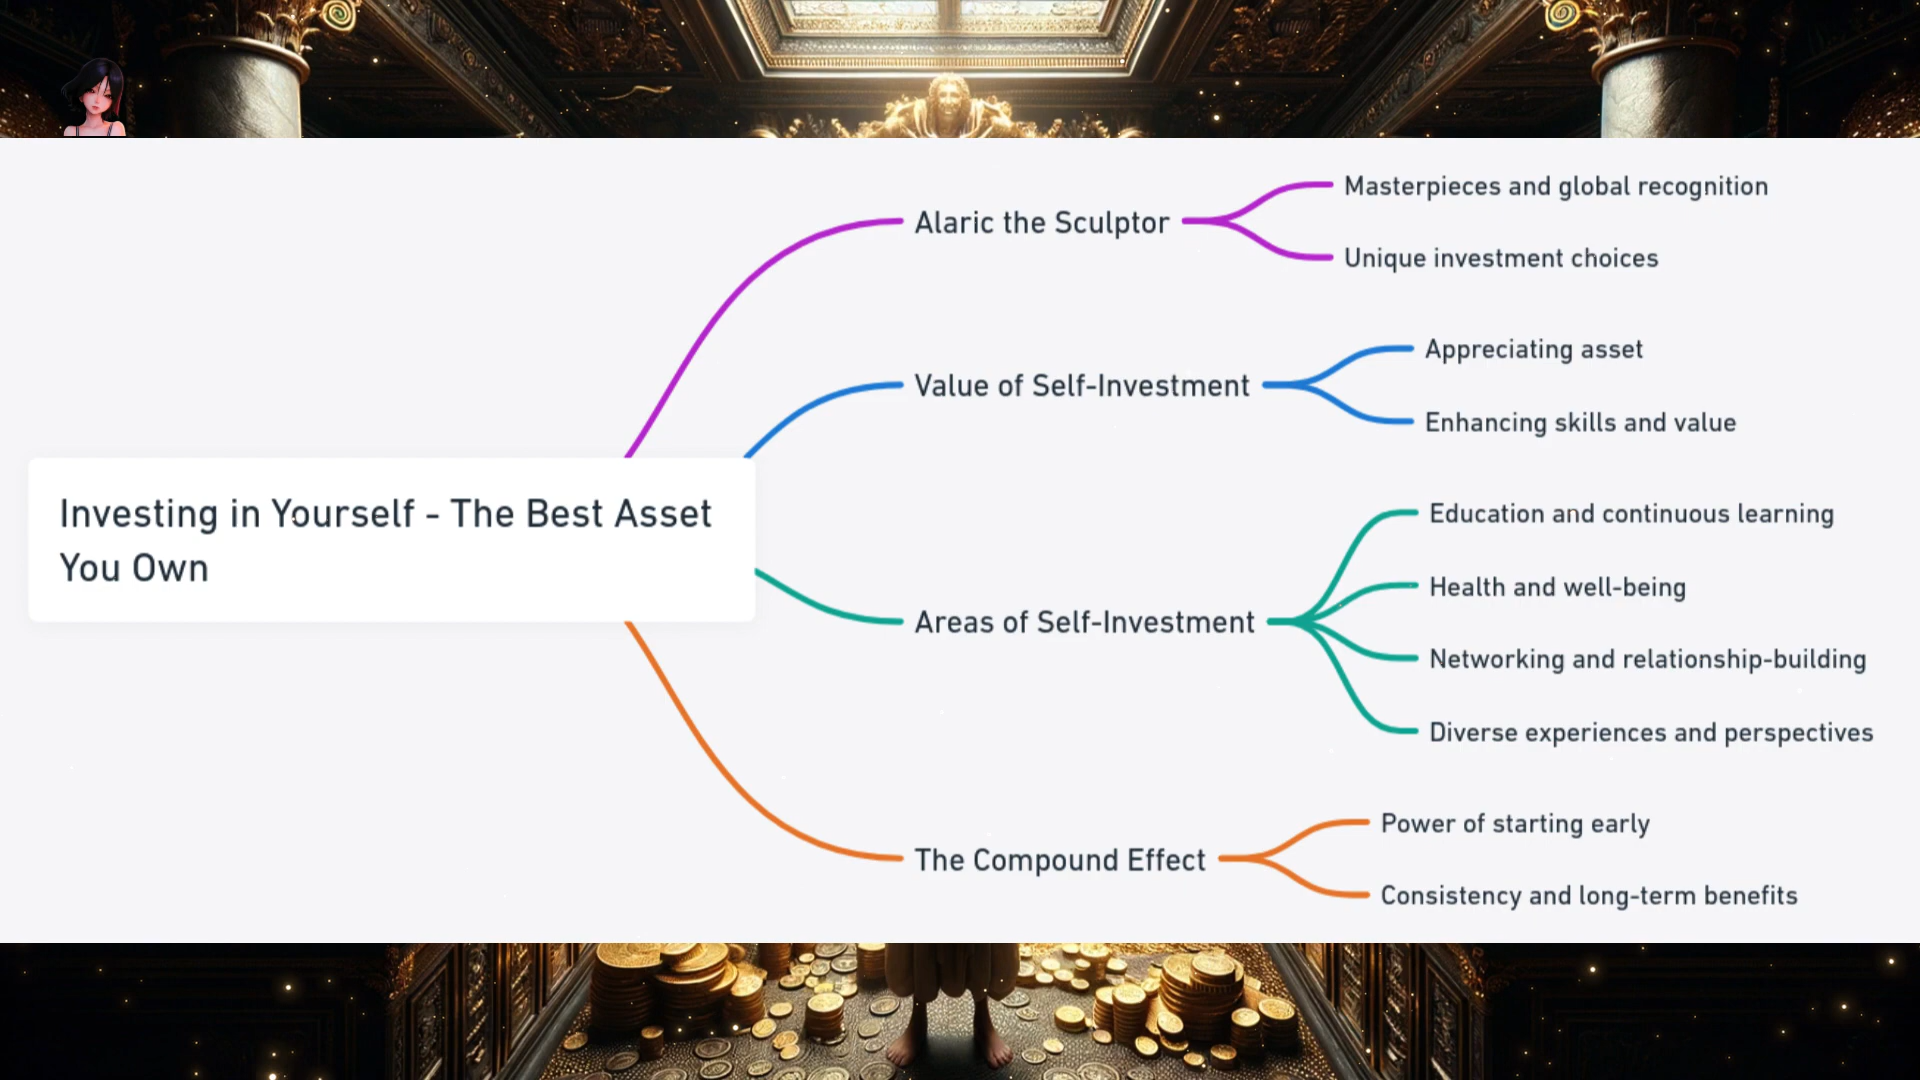 Investing in Yourself - The Best Asset
You Own
Alaric the Sculptor
Masterpieces and global recognition
Unique investment choices
Value of Self-Investment
Appreciating asset
Enhancing skills and value
Areas of Self-Investment
Education and continuous learning
Health and well-being
Networking and relationship-building
Diverse experiences and perspectives
The Compound Effect
Power of starting early
Consistency and long-term benefits